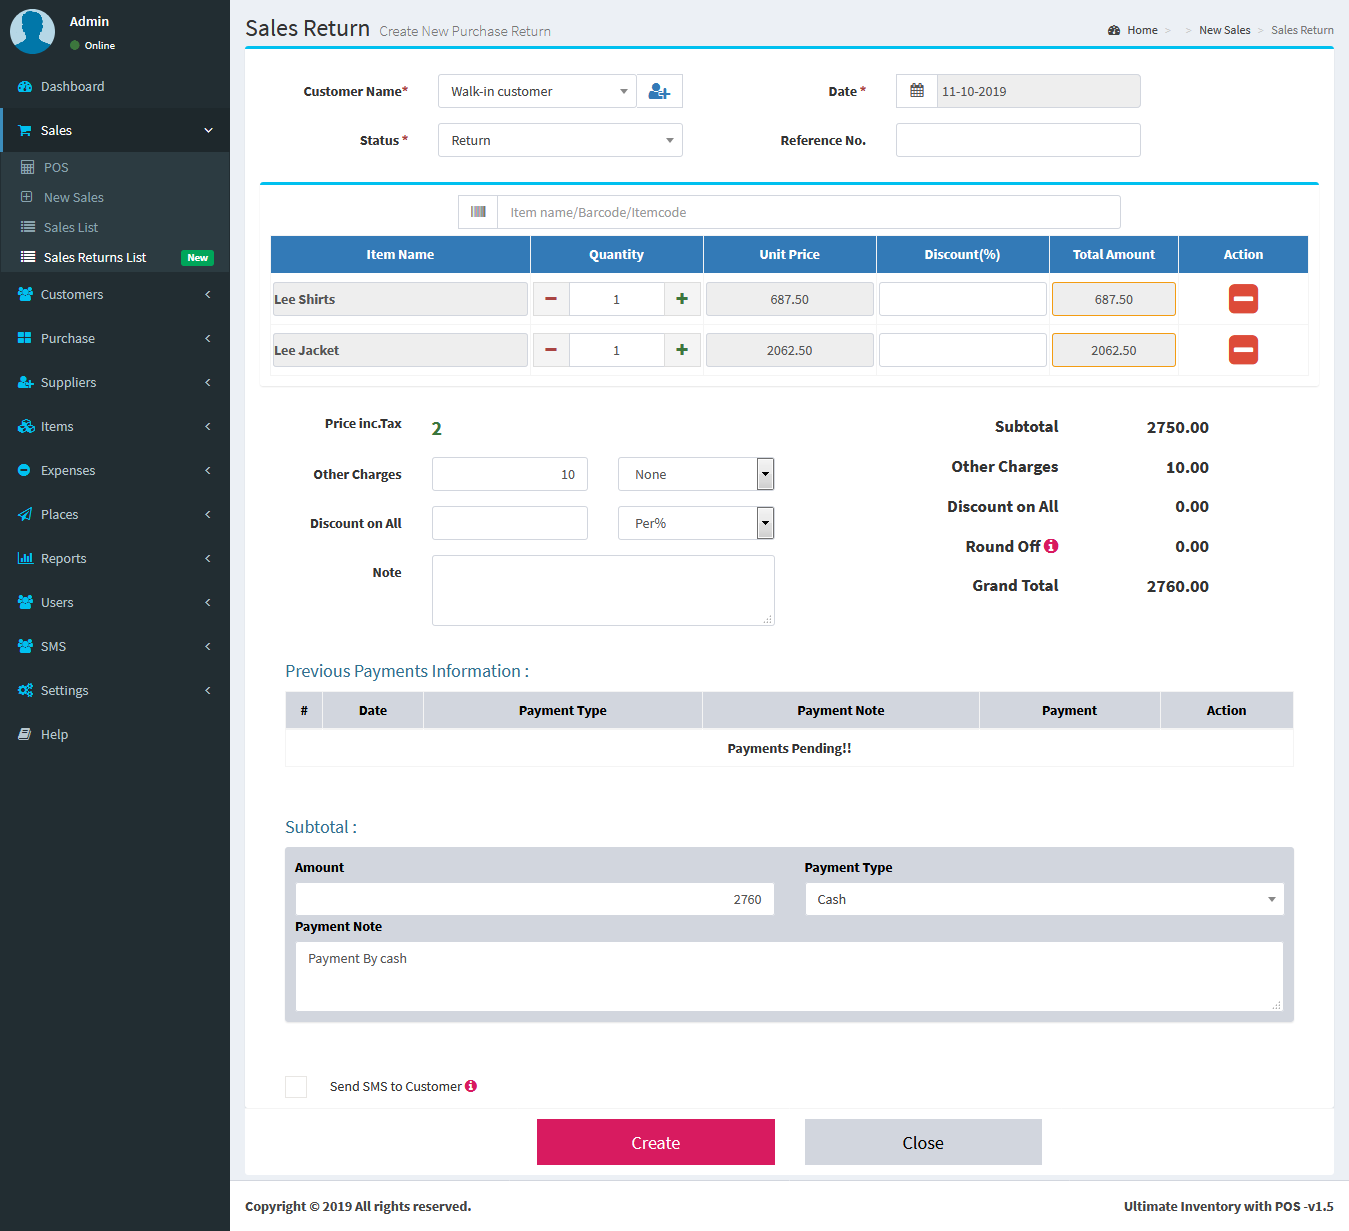 Admin
Online
Dashboard
Sales
POS
New Sales
Sales List
Sales Returns List New
Customers
Purchase
Suppliers
Items
Expenses
Places
Reports
Users
SMS
Settings
Help
Sales Return Create New Purchase Return
Home > > New Sales > Sales Return
Customer Name* Walk-in customer Date * 11-10-2019
Status * Return Reference No.
Item name/Barcode/Itemcode
Item Name Quantity Unit Price Discount(%) Total Amount Action
Lee Shirts 1 687.50 687.50
Lee Jacket 1 2062.50 2062.50
Price inc.Tax 2
Other Charges 10 None
Discount on All Per%
Note
Subtotal 2750.00
Other Charges 10.00
Discount on All 0.00
Round Off 0.00
Grand Total 2760.00
Previous Payments Information :
# Date Payment Type Payment Note Payment Action
Payments Pending!!
Subtotal :
Amount Payment Type
2760 Cash
Payment Note
Payment By cash
Send SMS to Customer
Create Close
Copyright © 2019 All rights reserved. Ultimate Inventory with POS -v1.5